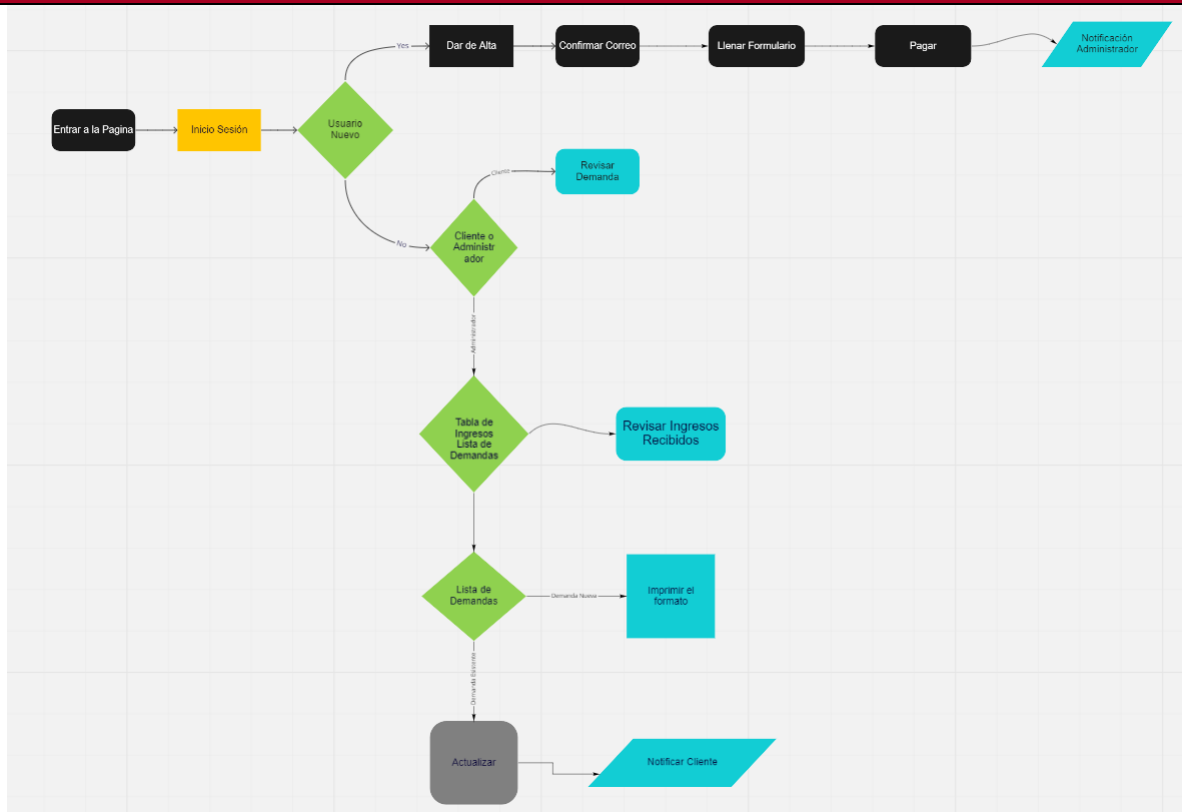 Yes
Dar de Alta
Confirmar Correo
Llenar Formulario
Pagar
Notificación
Administrador
Entrar a la Pagina
Inicio Sesión
Usuario
Nuevo
No
Cliente
Revisar
Demanda
Cliente o
Administr
ador
Administrador
Tabla de
Ingresos
Lista de
Demandas
Revisar Ingresos
Recibidos
Lista de
Demandas
Demanda Nueva
Imprimir el
formato
Demanda Existente
Actualizar
Notificar Cliente